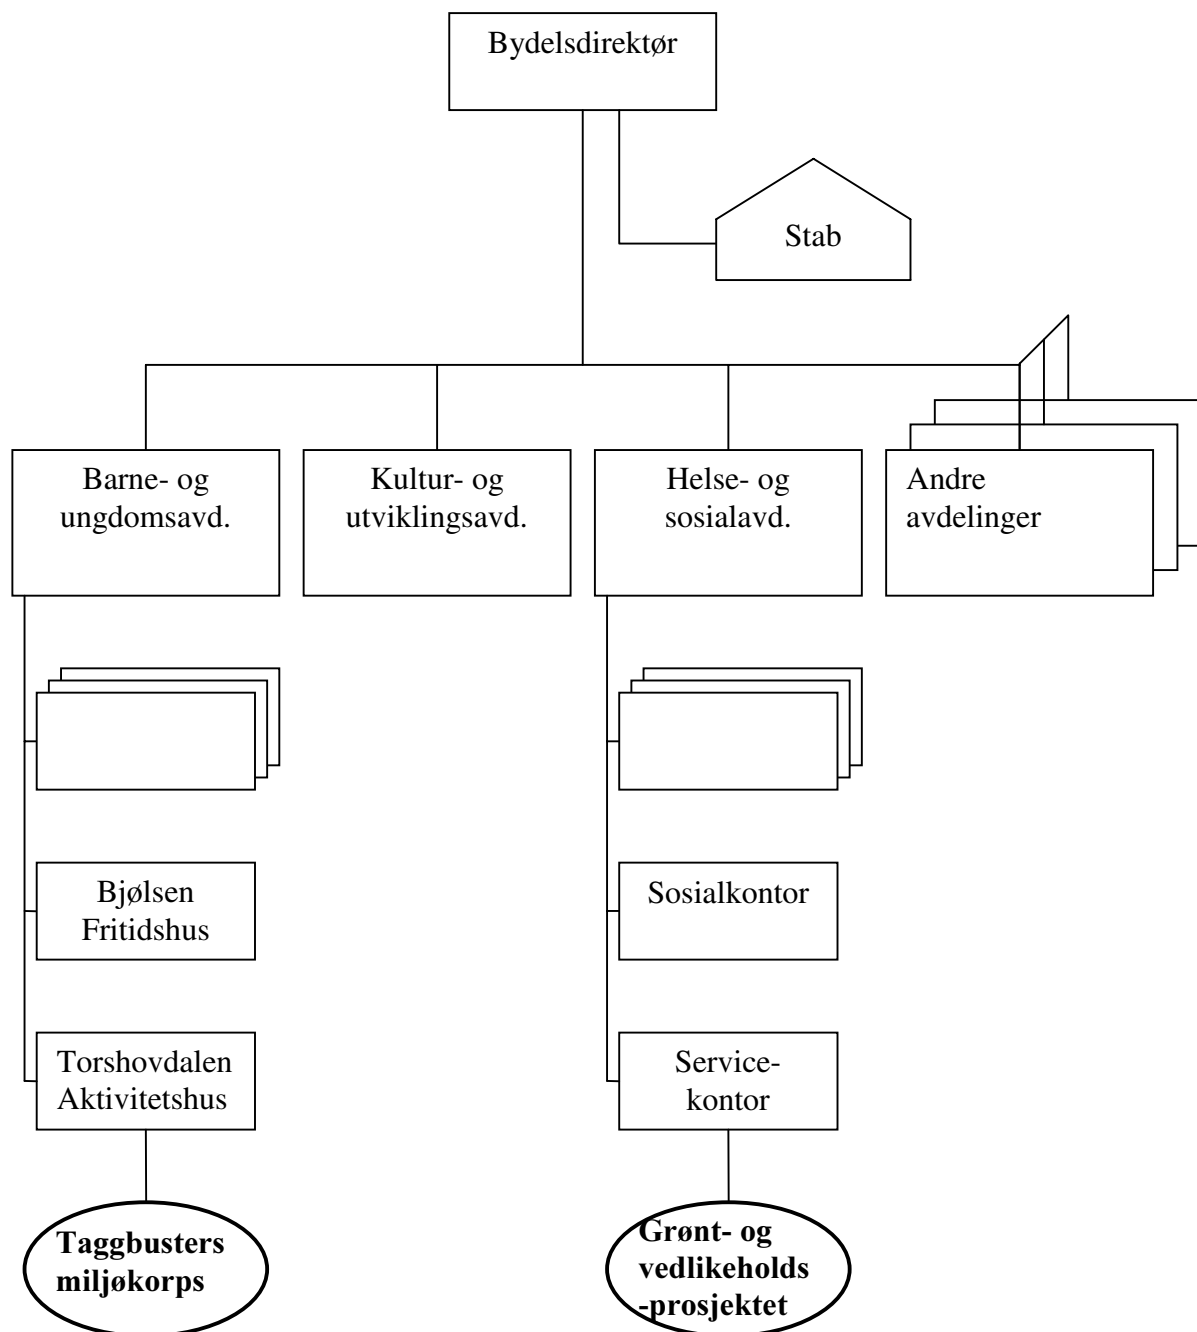 Bydelsdirektør
Stab
Barne- og
ungdomsavd.
Kultur- og
utviklingsavd.
Helse- og
sosialavd.
Andre
avdelinger
Bjølsen
Fritidshus
Sosialkontor
Torshovdalen
Aktivitetshus
Service-
kontor
Taggbusters
miljøkorps
Grønt- og
vedlikeholds
-prosjektet